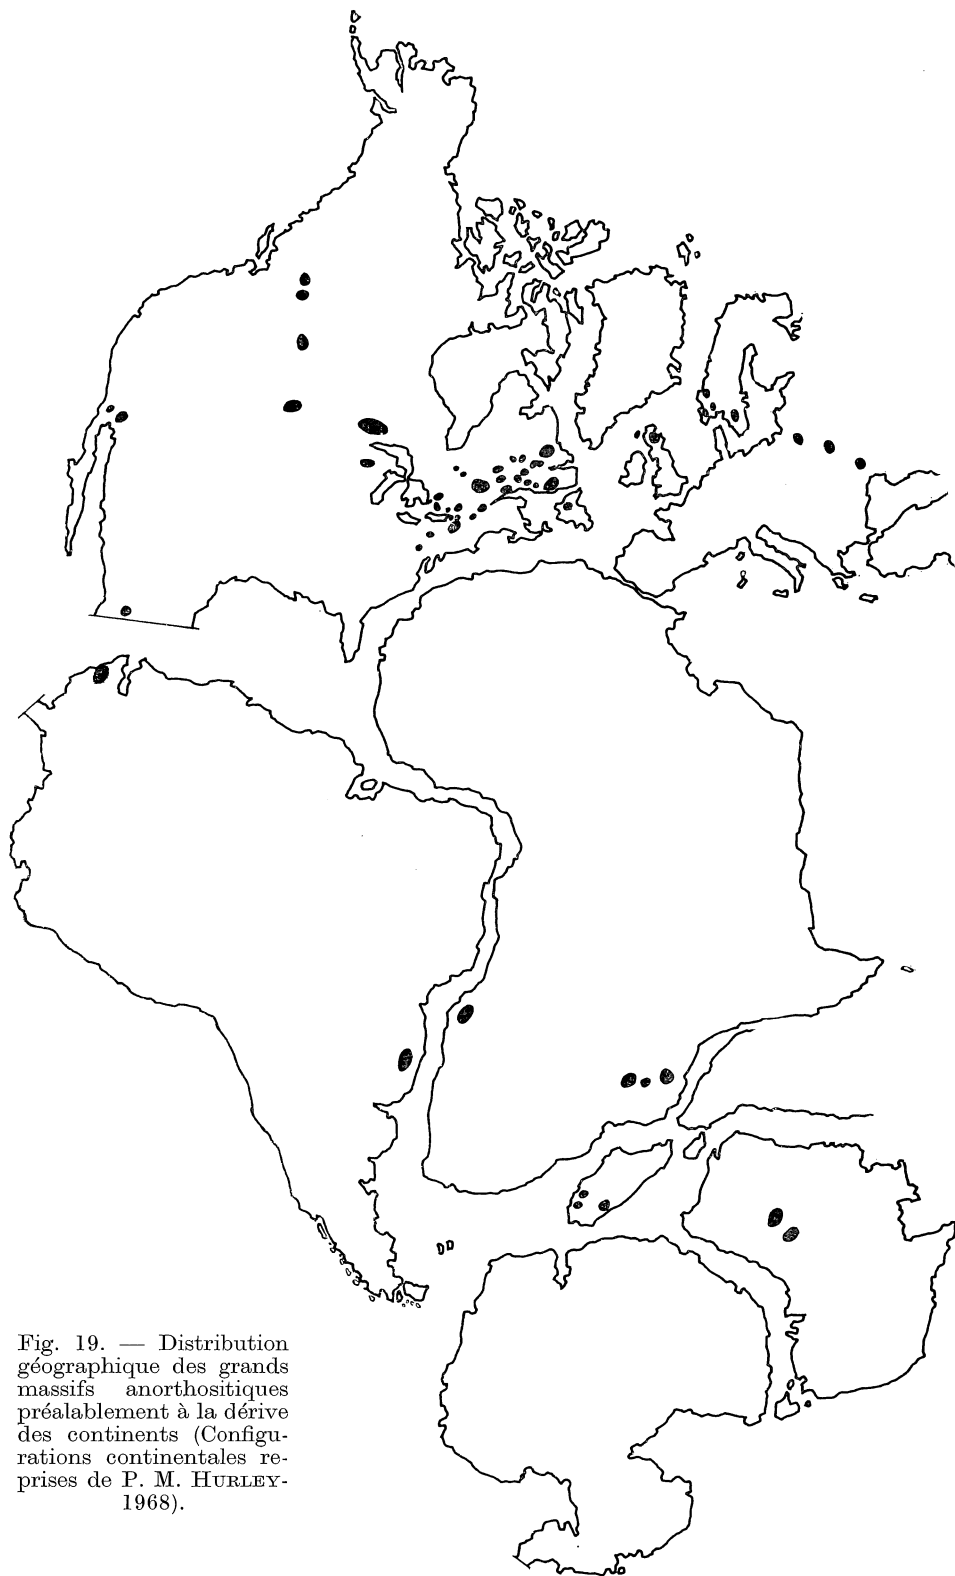 Fig. 19. — Distribution
géographique des grands
massifs anorthositiques
préalablement à la dérive
des continents (Configu-
rations continentales re-
prises de P. M. HURLEY-
1968).